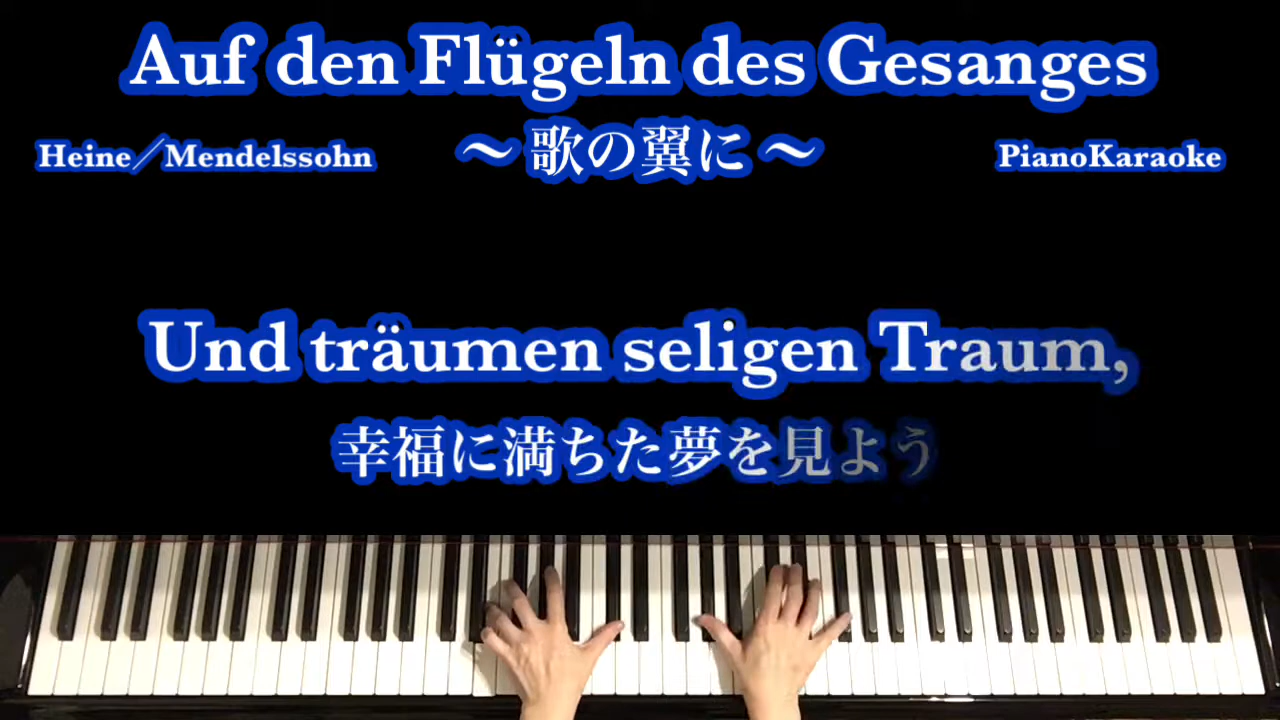 Auf den Flügeln des Gesanges
Heine／Mendelssohn
～ 歌の翼に ～
PianoKaraoke
Und träumen seligen Traum,
幸福に満ちた夢を見よう